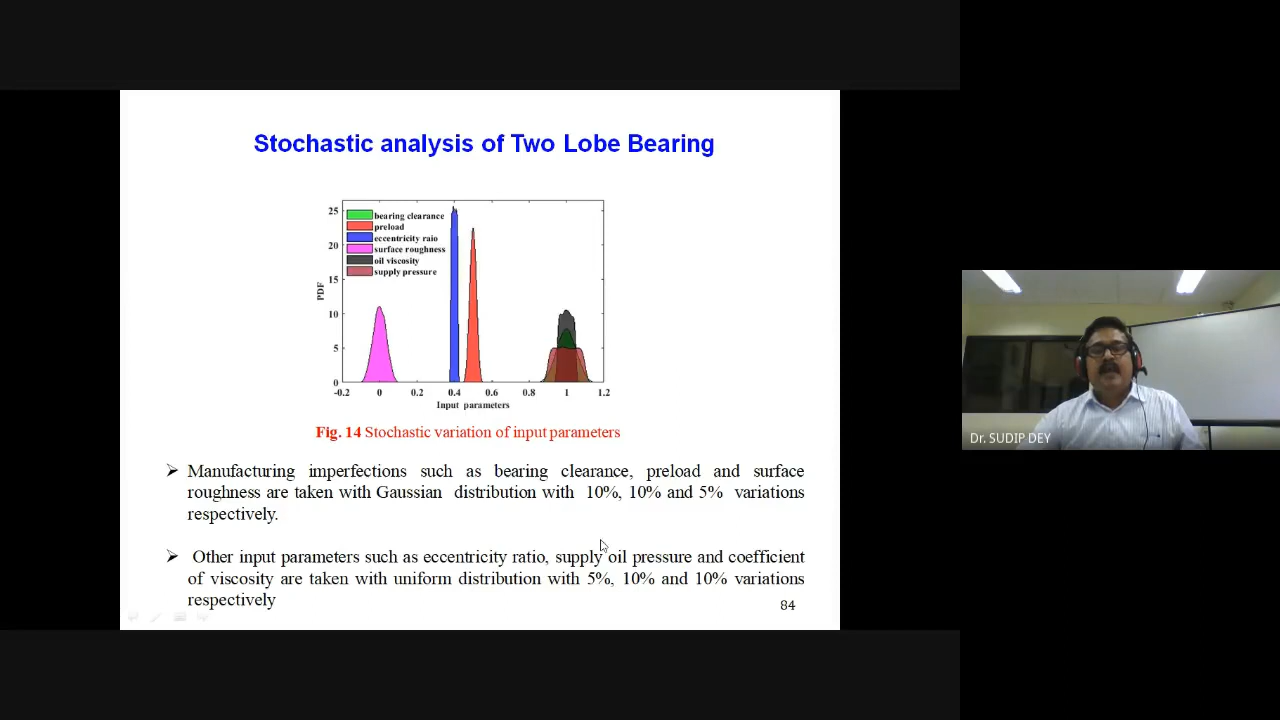 Stochastic analysis of Two Lobe Bearing
25
20
15
10
5
0
PDF
bearing clearance
preload
eccentricity raio
surface roughness
oil viscosity
supply pressure
-0.2 0 0.2 0.4 0.6 0.8 1 1.2
Input parameters
Fig. 14 Stochastic variation of input parameters
➢ Manufacturing imperfections such as bearing clearance, preload and surface
roughness are taken with Gaussian distribution with 10%, 10% and 5% variations
respectively.
➢ Other input parameters such as eccentricity ratio, supply oil pressure and coefficient
of viscosity are taken with uniform distribution with 5%, 10% and 10% variations
respectively
84
Dr. SUDIP DEY